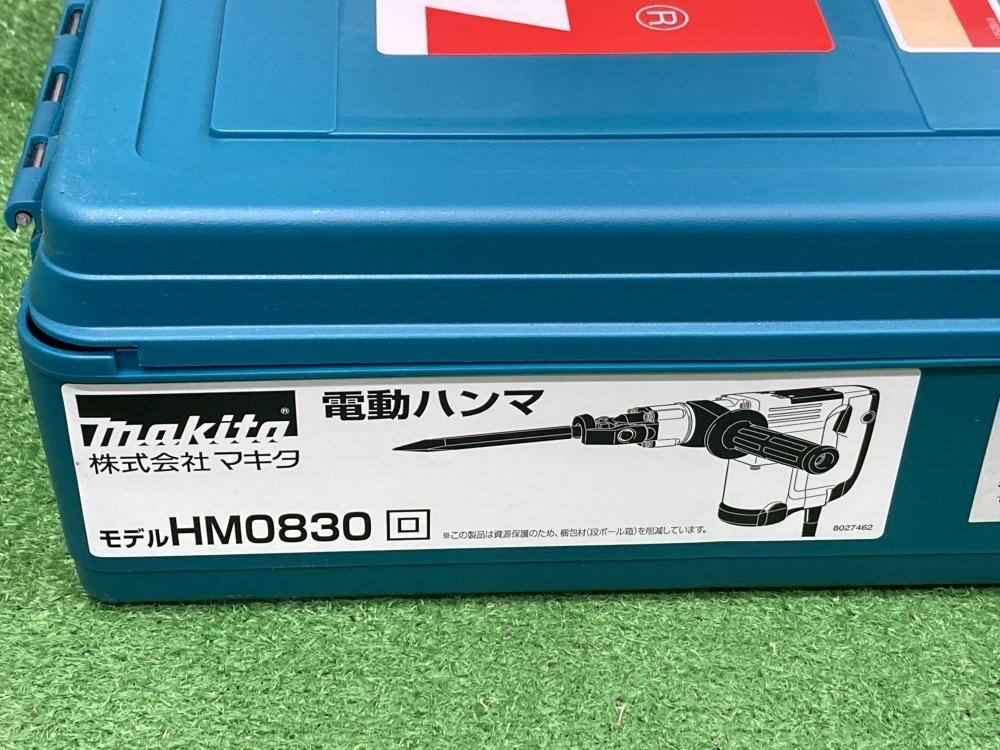 ®
makita®
電動ハンマ
株式会社マキタ
モデルHM0830
※この製品は資源保護のため、梱包材(段ボール箱)を削減しています。
8027462